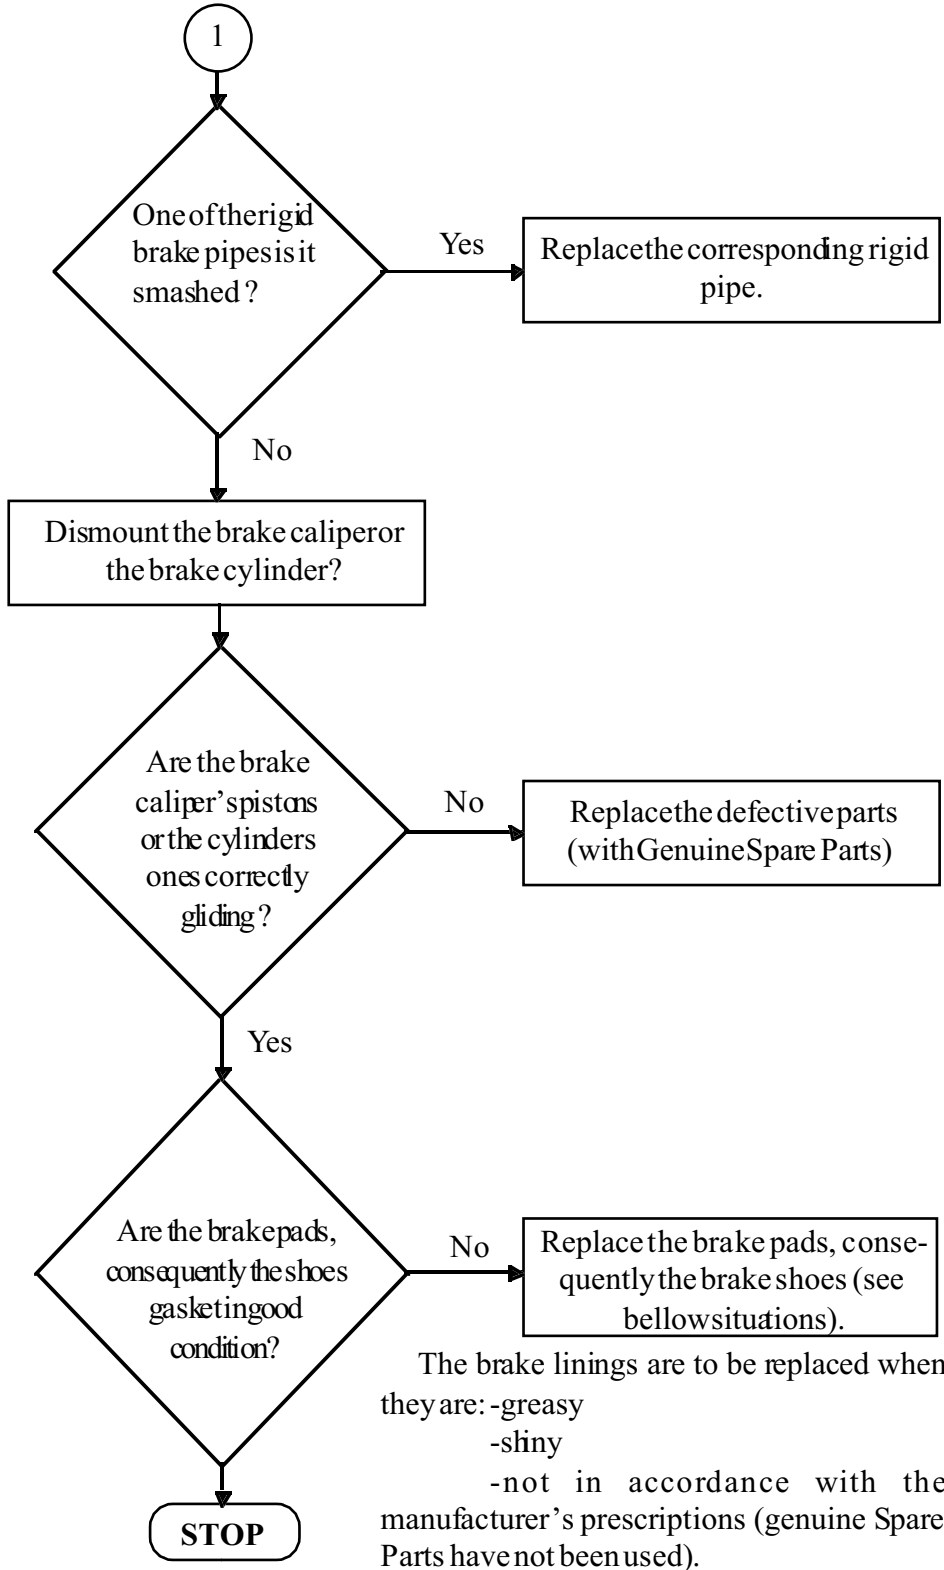 1
One of the rigid
brake pipes is it
smashed ?
Yes
Replace the corresponding rigid
pipe.
No
Dismount the brake caliper or
the brake cylinder?
Are the brake
caliper's pistons
or the cylinders
ones correctly
gliding ?
No
Replace the defective parts
(with Genuine Spare Parts)
Yes
Are the brake pads,
consequently the shoes
gasket in good
condition?
No
Replace the brake pads, conse-
quently the brake shoes (see
bellow situations).
The brake linings are to be replaced when
they are: -greasy
-shiny
-not in accordance with the
manufacturer's prescriptions (genuine Spare
Parts have not been used).
STOP